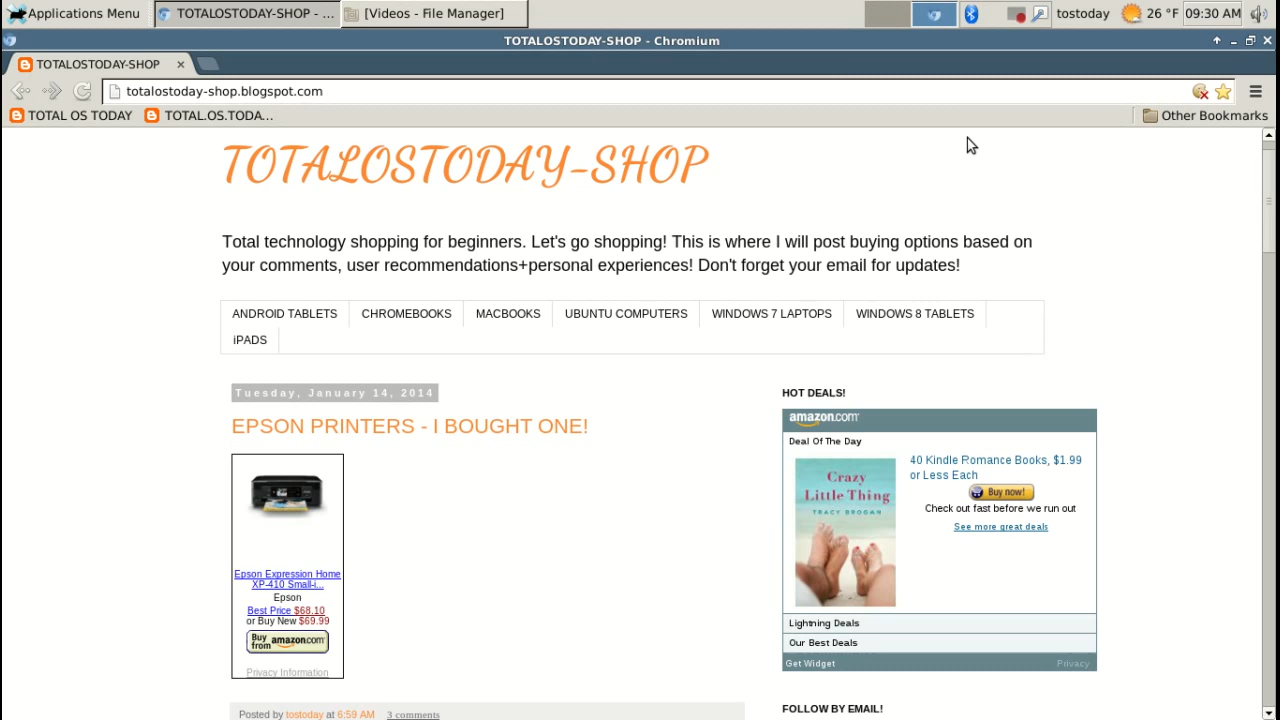 Applications Menu
TOTALOSTODAY-SHOP - ...
[Videos - File Manager]
tostoday
26 °F
09:30 AM
TOTALOSTODAY-SHOP - Chromium
TOTALOSTODAY-SHOP
totalostoday-shop.blogspot.com
TOTAL OS TODAY
TOTAL.OS.TODA...
Other Bookmarks
TOTALOSTODAY-SHOP
Total technology shopping for beginners. Let's go shopping! This is where I will post buying options based on
your comments, user recommendations+personal experiences! Don't forget your email for updates!
ANDROID TABLETS
CHROMEBOOKS
MACBOOKS
UBUNTU COMPUTERS
WINDOWS 7 LAPTOPS
WINDOWS 8 TABLETS
iPADS
Tuesday, January 14, 2014
EPSON PRINTERS - I BOUGHT ONE!
Epson Expression Home
XP-410 Small-i...
Epson
Best Price $68.10
or Buy New $69.99
Buy from amazon.com
Privacy Information
Posted by tostoday at 6:59 AM 3 comments
HOT DEALS!
amazon.com
Deal Of The Day
Crazy
Little Thing
TRACY BROGAN
40 Kindle Romance Books, $1.99
or Less Each
Buy now!
Check out fast before we run out
See more great deals
Lightning Deals
Our Best Deals
Get Widget
Privacy
FOLLOW BY EMAIL!